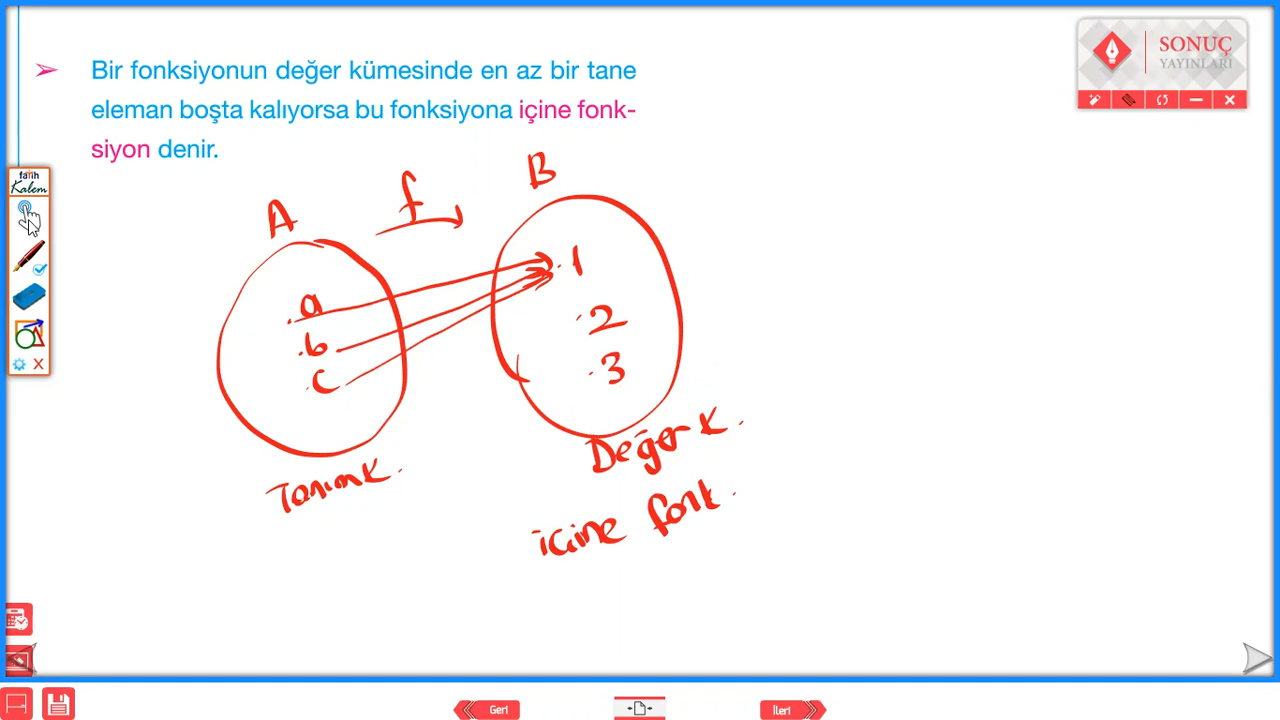 Bir fonksiyonun değer kümesinde en az bir tane
eleman boşta kalıyorsa bu fonksiyona içine fonk-
siyon denir.
SONUÇ
YAYINLARI
fatih
Kalem
A
f
B
.a
.b
.c
.1
.2
.3
Tanım k.
Değer k.
içine fonk.
Geri
İleri